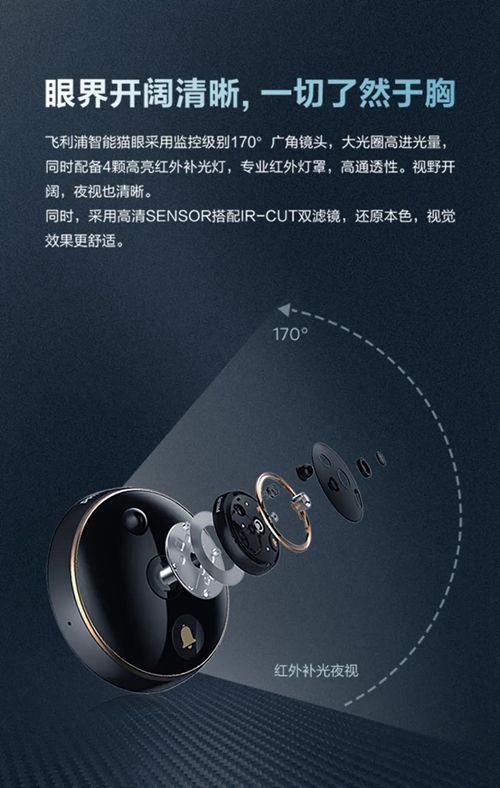 眼界开阔清晰，一切了然于胸
飞利浦智能猫眼采用监控级别170°广角镜头，大光圈高进光量，
同时配备4颗高亮红外补光灯，专业红外灯罩，高通透性。视野开
阔，夜视也清晰。
同时，采用高清SENSOR搭配IR-CUT双滤镜，还原本色，视觉
效果更舒适。
170°
红外补光夜视